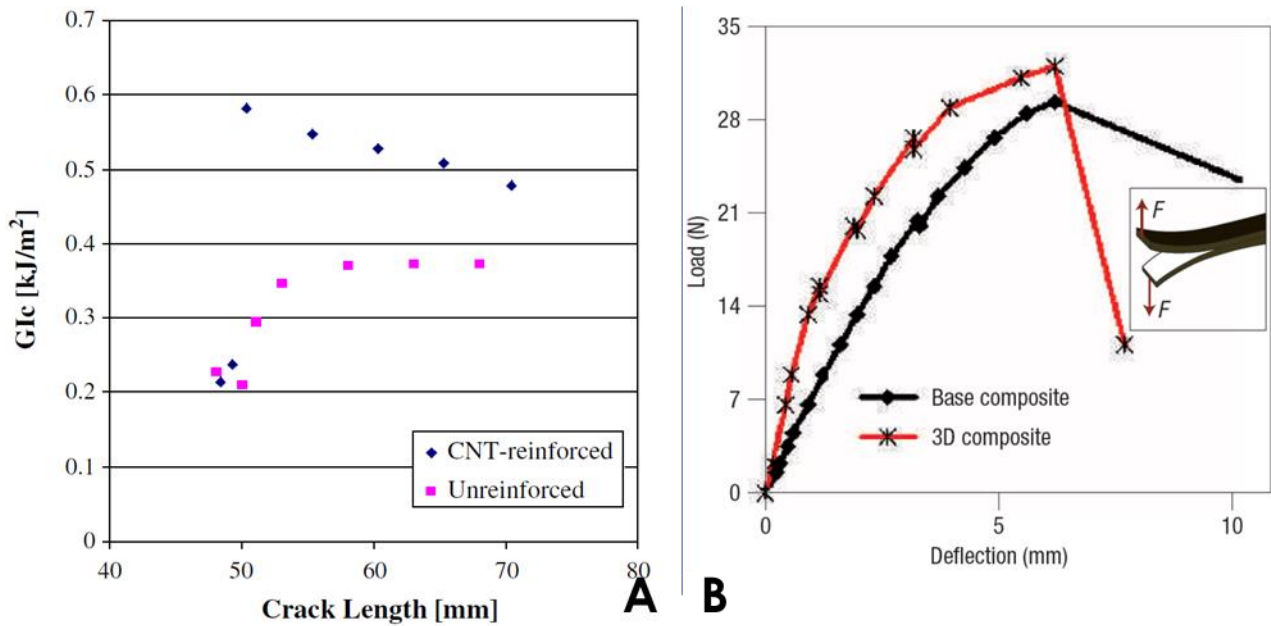 0.7
0.6
0.5
0.4
0.3
0.2
0.1
0
GIc [kJ/m²]
CNT-reinforced
Unreinforced
40 50 60 70 80
Crack Length [mm]
A
B
35
28
21
14
7
0
Load (N)
F
F
Base composite
3D composite
0 5 10
Deflection (mm)